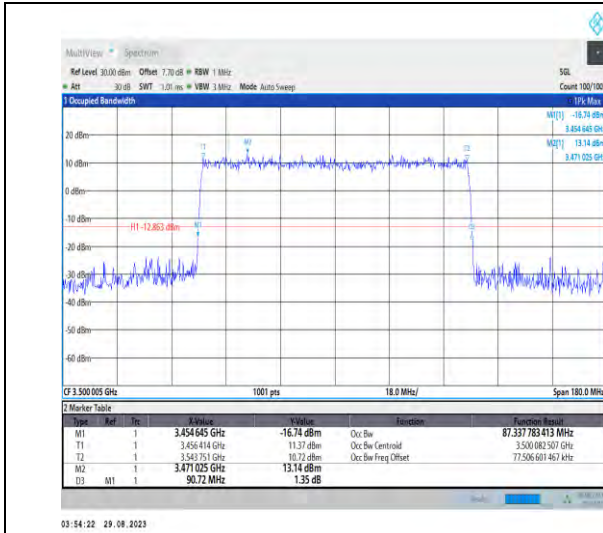 MultiView Spectrum
Ref Level 30.00 dBm Offset 7.70 dB RBW 1 MHz SGL
Att 30 dB SWT 1.01 ms VBW 3 MHz Mode Auto Sweep Count 100/100
1 Occupied Bandwidth 1Pk Max
M1[1] -16.74 dBm
3.454 645 GHz
M2[1] 13.14 dBm
3.471 025 GHz
20 dBm
T1 M2 T2
10 dBm
0 dBm
-10 dBm
H1 -12.863 dBm M1
-20 dBm
-30 dBm
-40 dBm
-50 dBm
-60 dBm
CF 3.500 005 GHz 1001 pts 18.0 MHz/ Span 180.0 MHz
2 Marker Table
Type Ref Trc X-Value Y-Value Function Function Result
M1 1 3.454 645 GHz -16.74 dBm Occ Bw 87.337 783 413 MHz
T1 1 3.456 414 GHz 11.37 dBm Occ Bw Centroid 3.500 082 507 GHz
T2 1 3.543 751 GHz 10.72 dBm Occ Bw Freq Offset 77.506 601 467 kHz
M2 1 3.471 025 GHz 13.14 dBm
D3 M1 1 90.72 MHz 1.35 dB
03:54:22 29.08.2023